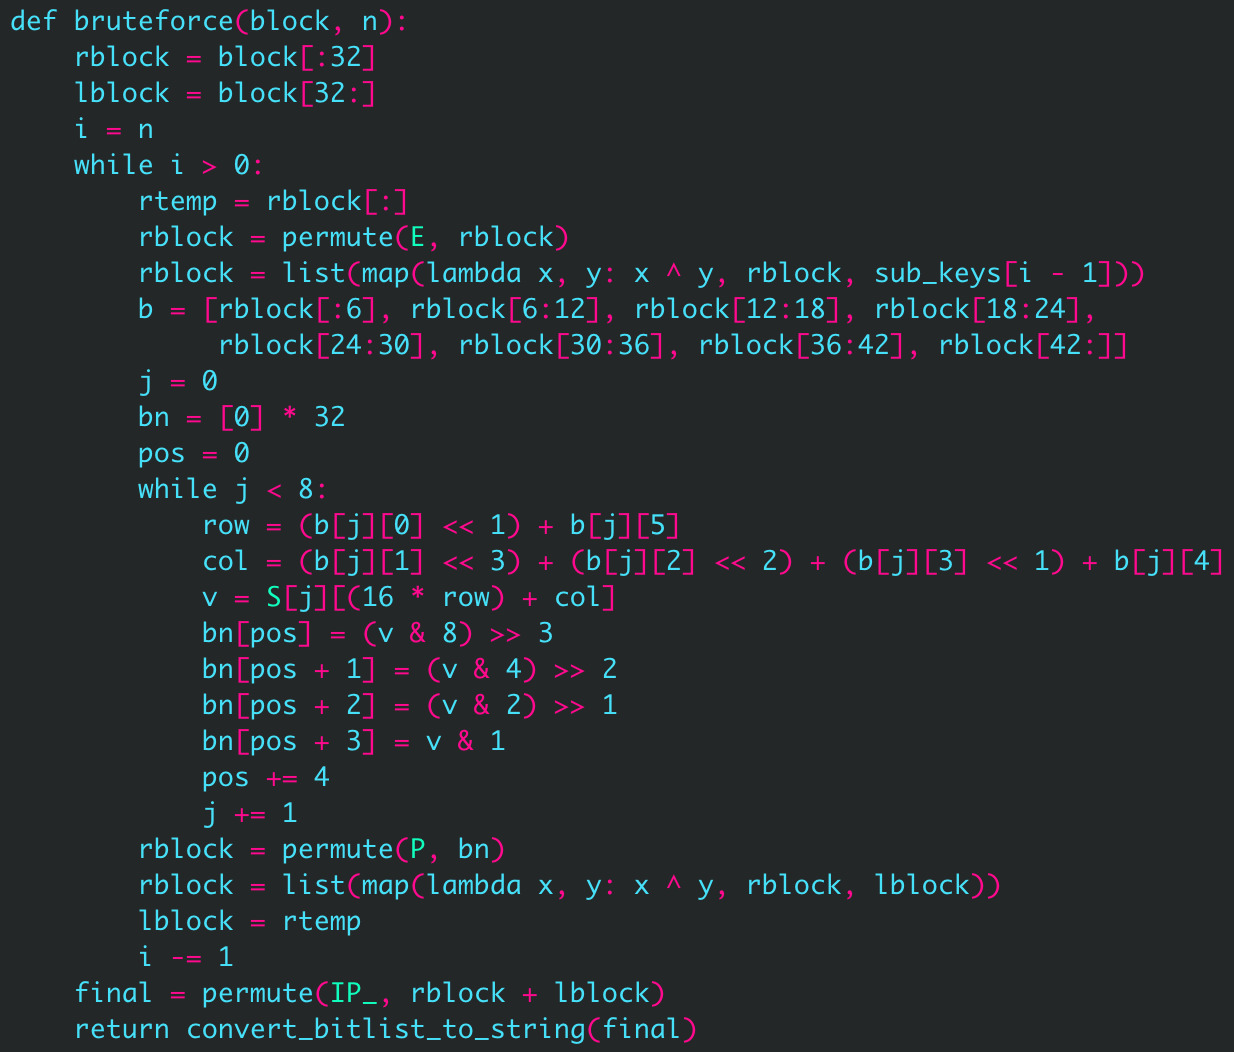 def bruteforce(block, n):
    rblock = block[:32]
    lblock = block[32:]
    i = n
    while i > 0:
        rtemp = rblock[:]
        rblock = permute(E, rblock)
        rblock = list(map(lambda x, y: x ^ y, rblock, sub_keys[i - 1]))
        b = [rblock[:6], rblock[6:12], rblock[12:18], rblock[18:24],
             rblock[24:30], rblock[30:36], rblock[36:42], rblock[42:]]
        j = 0
        bn = [0] * 32
        pos = 0
        while j < 8:
            row = (b[j][0] << 1) + b[j][5]
            col = (b[j][1] << 3) + (b[j][2] << 2) + (b[j][3] << 1) + b[j][4]
            v = S[j][(16 * row) + col]
            bn[pos] = (v & 8) >> 3
            bn[pos + 1] = (v & 4) >> 2
            bn[pos + 2] = (v & 2) >> 1
            bn[pos + 3] = v & 1
            pos += 4
            j += 1
        rblock = permute(P, bn)
        rblock = list(map(lambda x, y: x ^ y, rblock, lblock))
        lblock = rtemp
        i -= 1
    final = permute(IP_, rblock + lblock)
    return convert_bitlist_to_string(final)